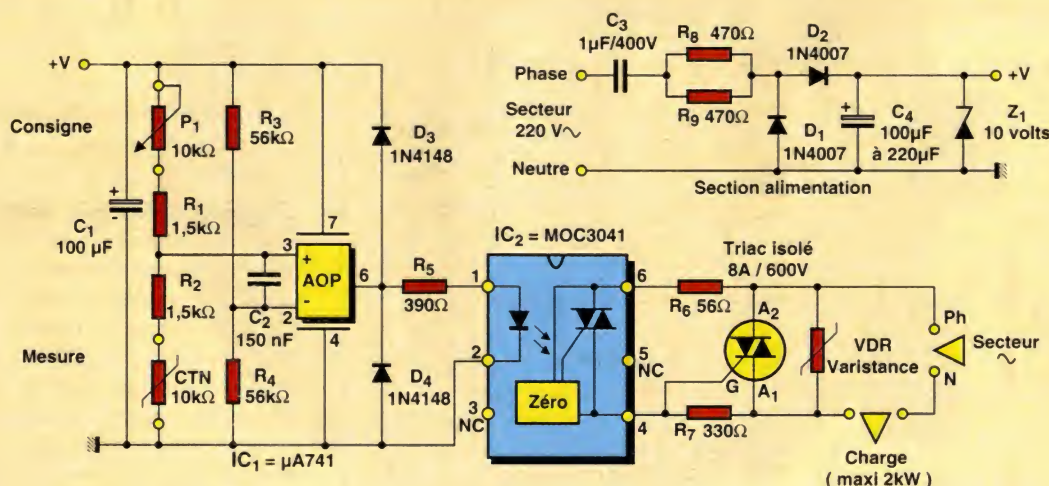 +V
Consigne
P1
10kΩ
R1
1,5kΩ
+
C1
100 µF
-
R2
1,5kΩ
Mesure
CTN
10kΩ
R3
56kΩ
C2
150 nF
R4
56kΩ
7
3
+
AOP
6
-
2
4
IC1 = µA741
D3
1N4148
R5
390Ω
D4
1N4148
C3
1µF/400V
R8 470Ω
R9 470Ω
D2
1N4007
Phase
Secteur
220 V~
Neutre
D1
1N4007
+
C4
100µF
à 220µF
+V
Z1
10 volts
Section alimentation
IC2 = MOC3041
1
2
3
NC
Zéro
6
5
NC
4
Triac isolé
8A / 600V
R6 56Ω
A2
G
A1
R7 330Ω
VDR
Varistance
Ph
Secteur
~
N
Charge
( maxi 2kW )